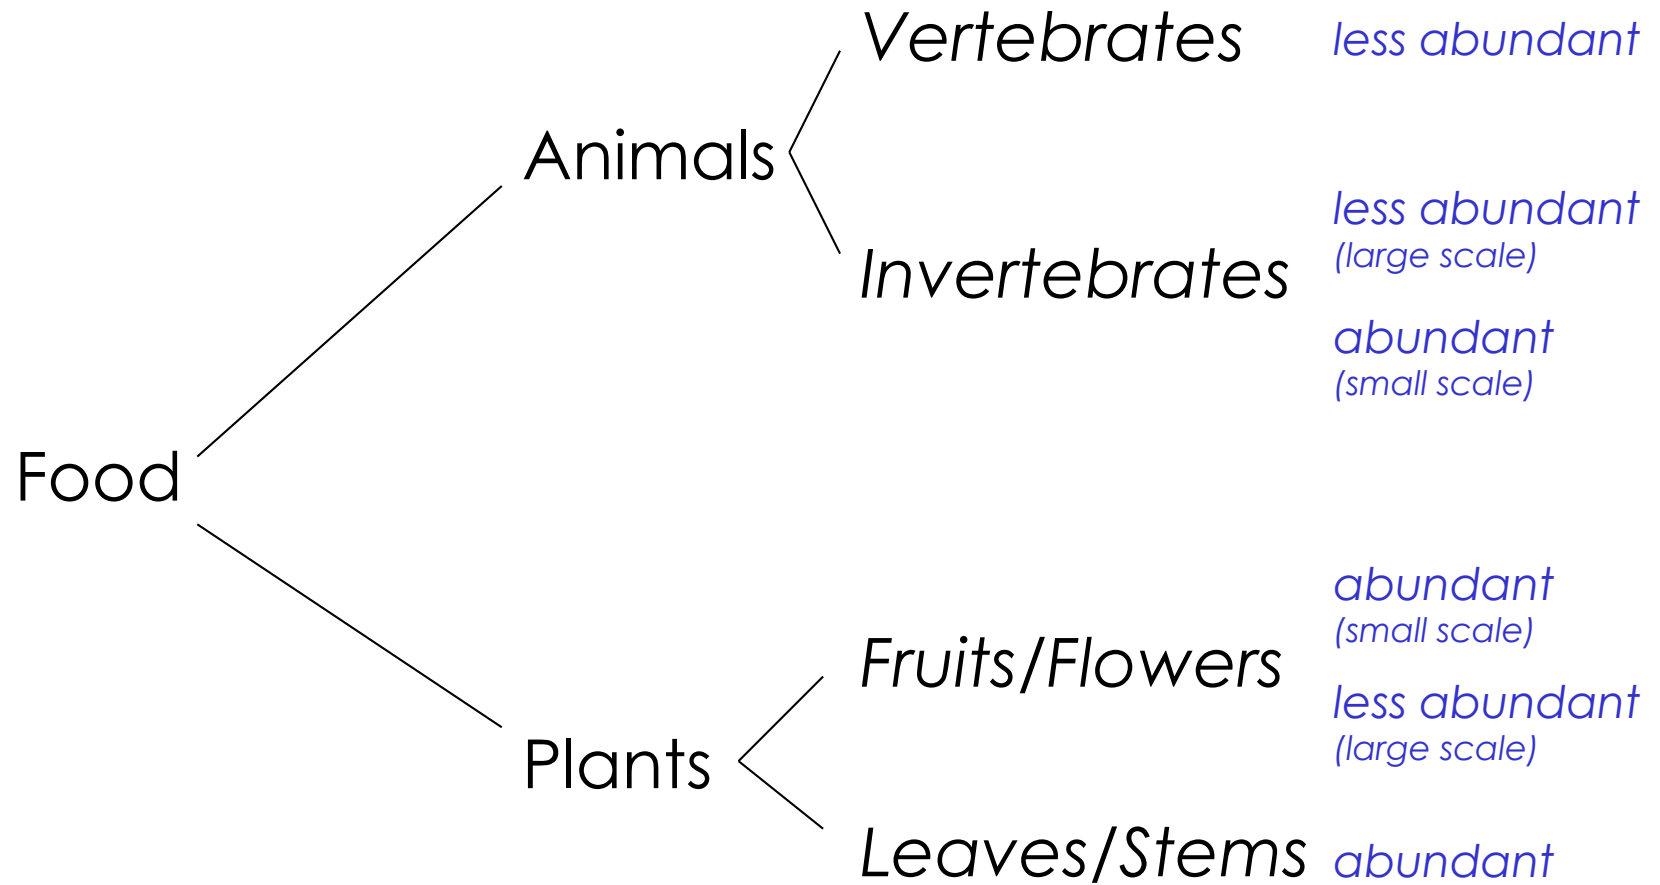 Vertebrates less abundant
Animals
less abundant
(large scale)
Invertebrates
abundant
(small scale)
Food
abundant
(small scale)
Fruits/Flowers
less abundant
(large scale)
Plants
Leaves/Stems abundant